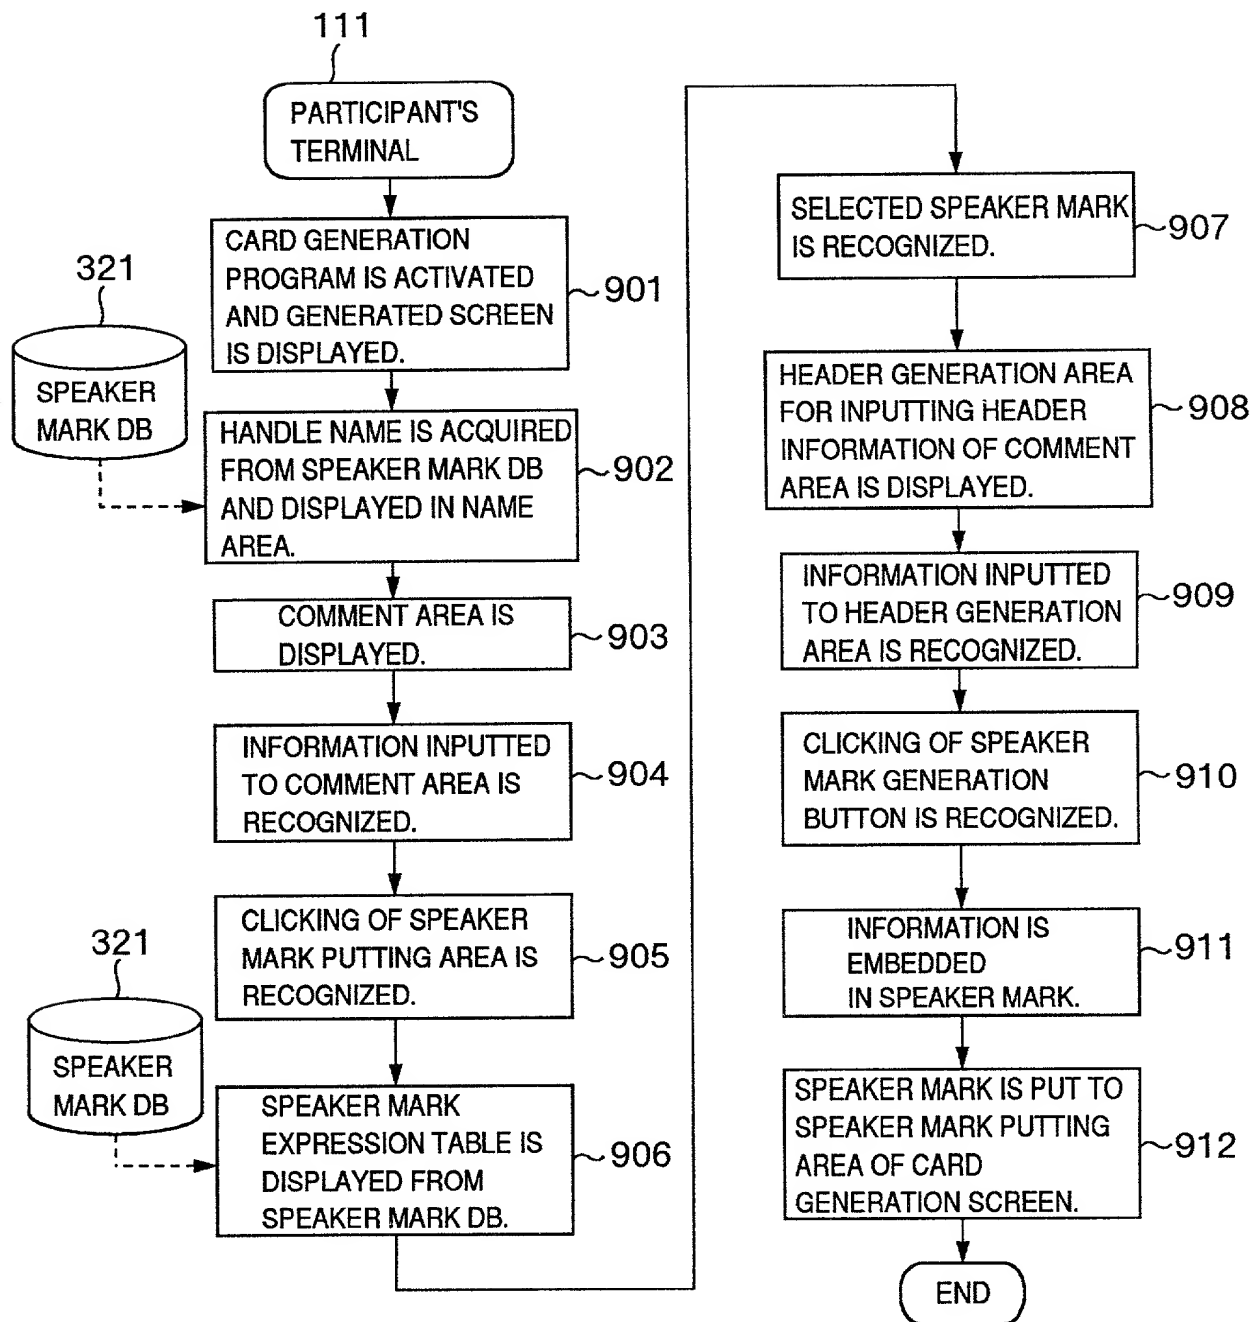 111
PARTICIPANT'S
TERMINAL
CARD GENERATION
PROGRAM IS ACTIVATED
AND GENERATED SCREEN
IS DISPLAYED.
901
321
SPEAKER
MARK DB
HANDLE NAME IS ACQUIRED
FROM SPEAKER MARK DB
AND DISPLAYED IN NAME
AREA.
902
COMMENT AREA IS
DISPLAYED.
903
INFORMATION INPUTTED
TO COMMENT AREA IS
RECOGNIZED.
904
CLICKING OF SPEAKER
MARK PUTTING AREA IS
RECOGNIZED.
905
321
SPEAKER
MARK DB
SPEAKER MARK
EXPRESSION TABLE IS
DISPLAYED FROM
SPEAKER MARK DB.
906
SELECTED SPEAKER MARK
IS RECOGNIZED.
907
HEADER GENERATION AREA
FOR INPUTTING HEADER
INFORMATION OF COMMENT
AREA IS DISPLAYED.
908
INFORMATION INPUTTED
TO HEADER GENERATION
AREA IS RECOGNIZED.
909
CLICKING OF SPEAKER
MARK GENERATION
BUTTON IS RECOGNIZED.
910
INFORMATION IS
EMBEDDED
IN SPEAKER MARK.
911
SPEAKER MARK IS PUT TO
SPEAKER MARK PUTTING
AREA OF CARD
GENERATION SCREEN.
912
END